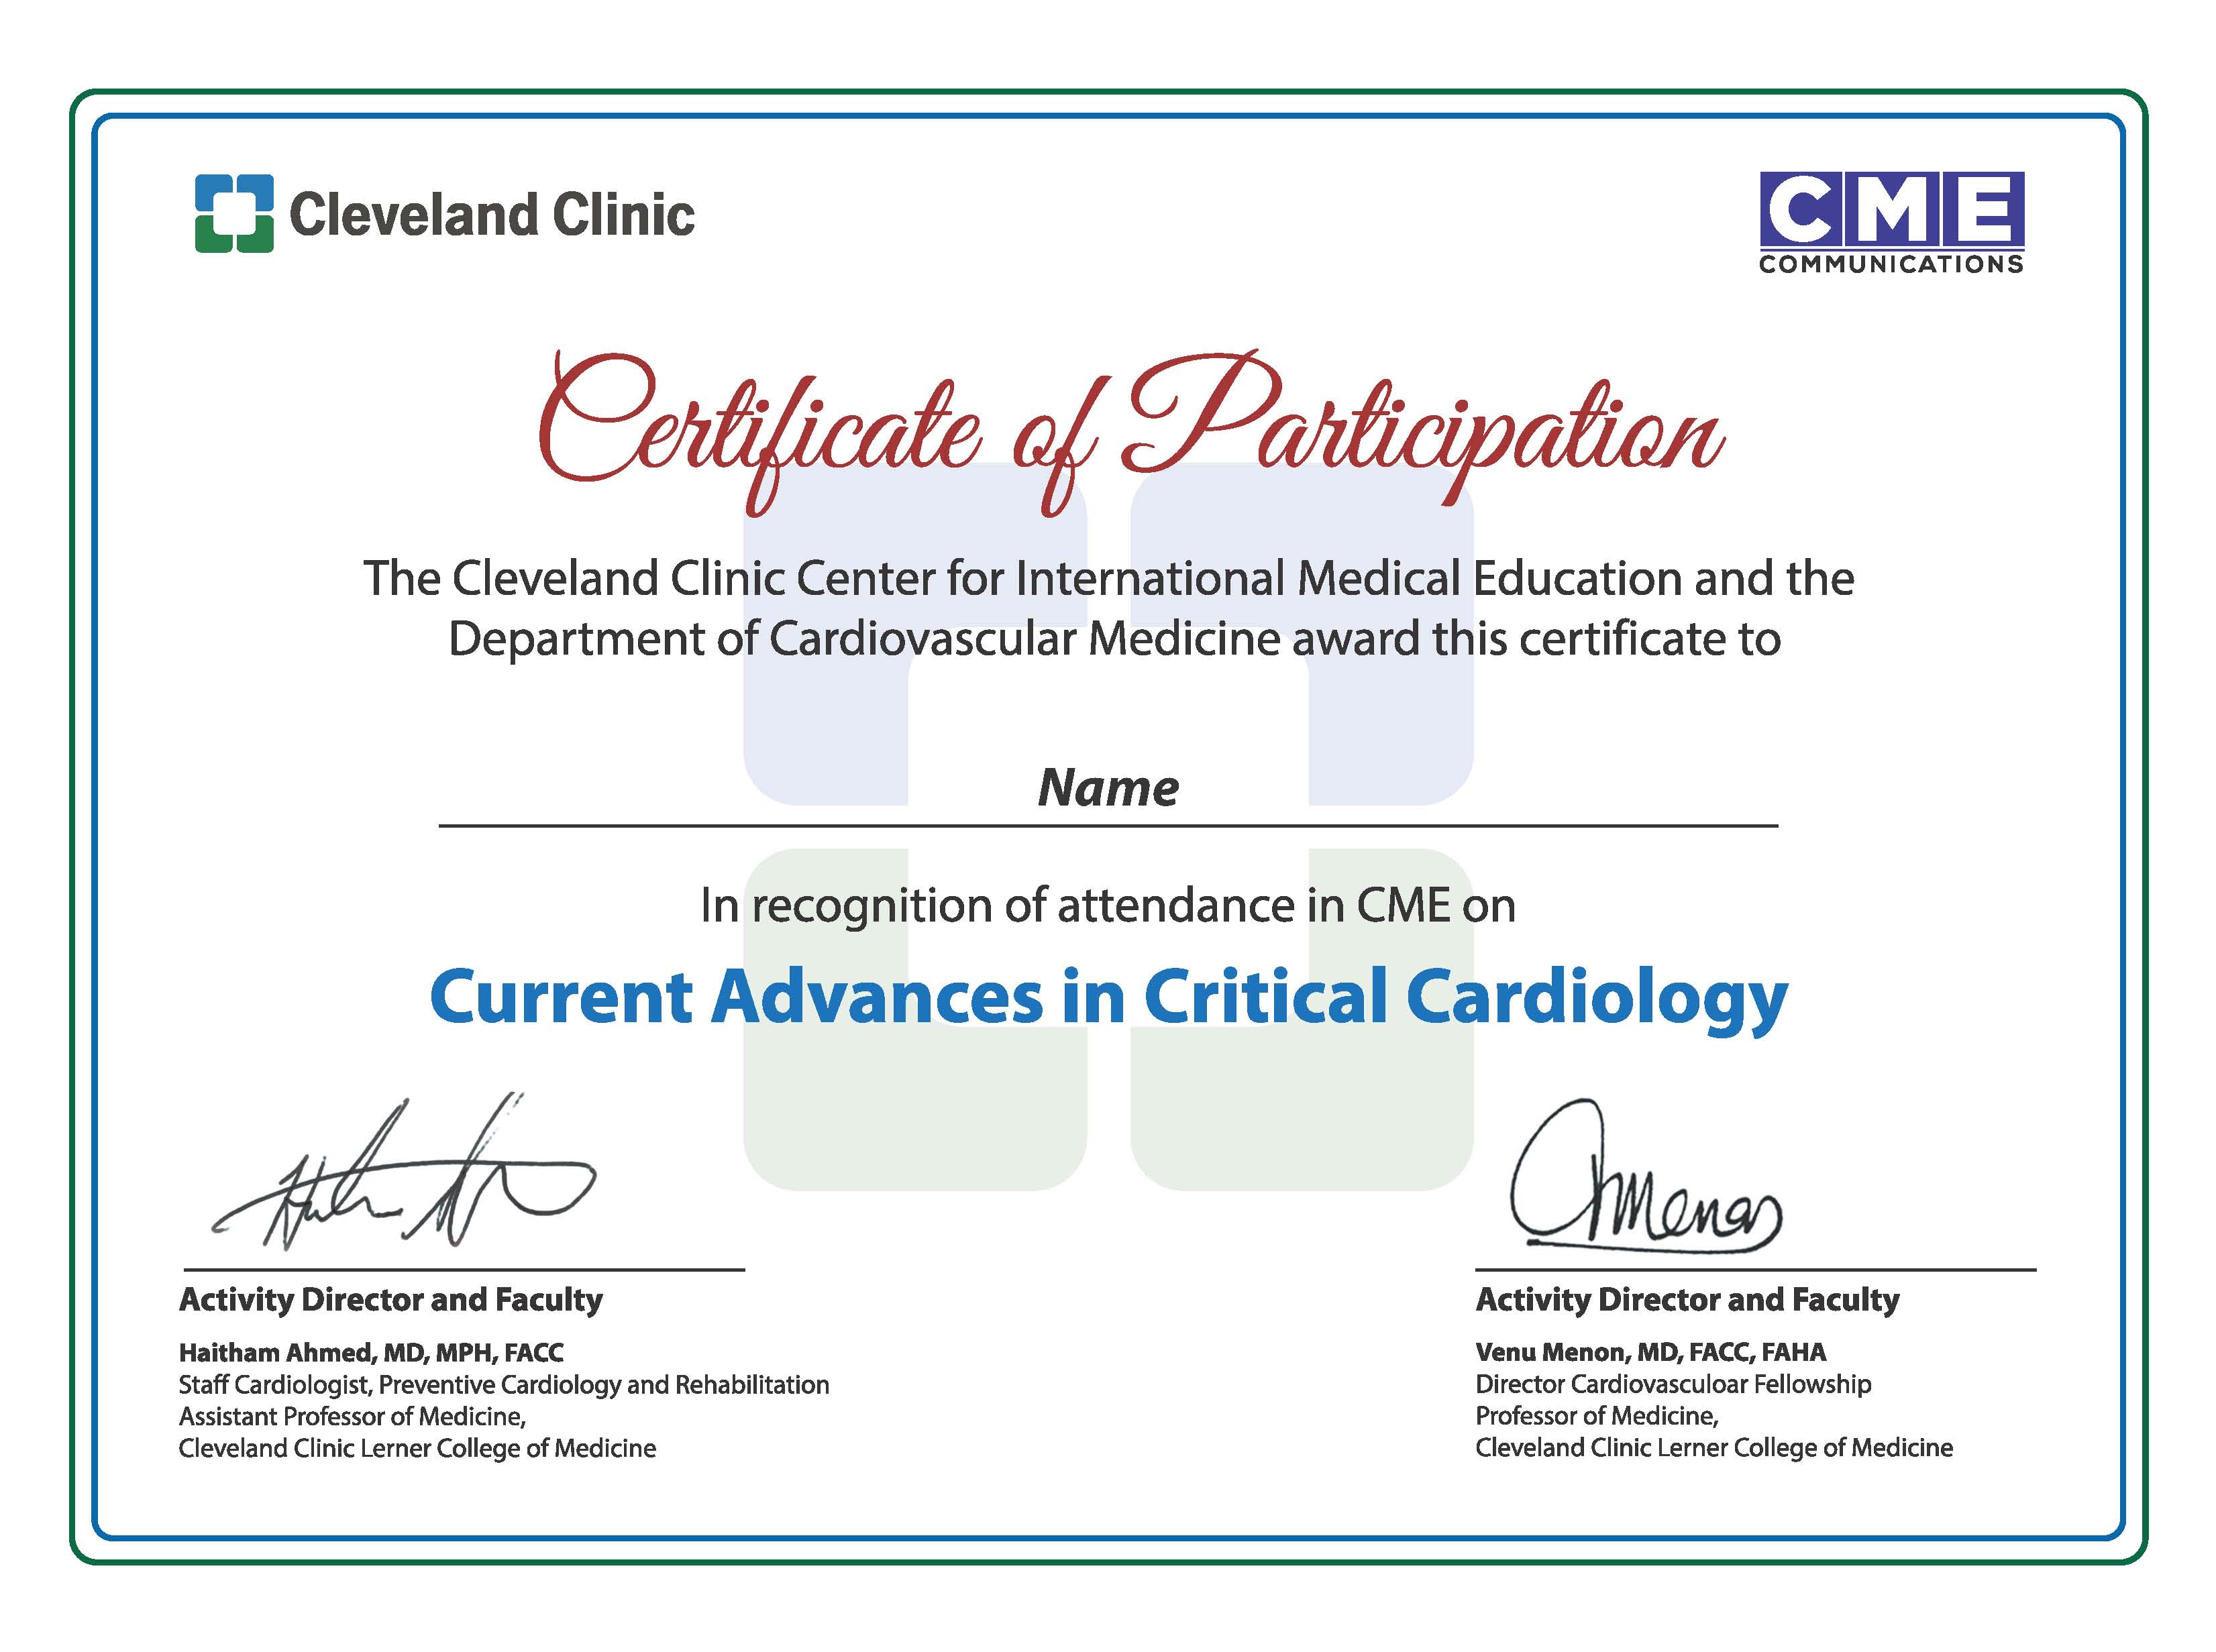 Cleveland Clinic
CME
COMMUNICATIONS
Certificate of Participation
The Cleveland Clinic Center for International Medical Education and the
Department of Cardiovascular Medicine award this certificate to
Name
In recognition of attendance in CME on
Current Advances in Critical Cardiology
Activity Director and Faculty
Haitham Ahmed, MD, MPH, FACC
Staff Cardiologist, Preventive Cardiology and Rehabilitation
Assistant Professor of Medicine,
Cleveland Clinic Lerner College of Medicine
Activity Director and Faculty
Venu Menon, MD, FACC, FAHA
Director Cardiovasculoar Fellowship
Professor of Medicine,
Cleveland Clinic Lerner College of Medicine